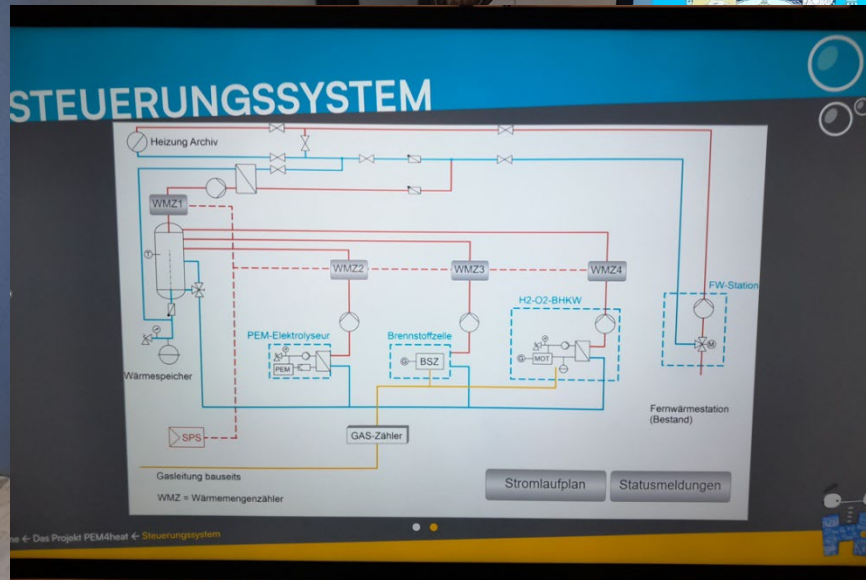 STEUERUNGSSYSTEM
Heizung Archiv
WMZ1
WMZ2
WMZ3
WMZ4
T
H2-O2-BHKW
FW-Station
PEM-Elektrolyseur
Brennstoffzelle
M
PEM
G
BSZ
G
MOT
Wärmespeicher
SPS
GAS-Zähler
Fernwärmestation
(Bestand)
Gasleitung bauseits
WMZ = Wärmemengenzähler
Stromlaufplan
Statusmeldungen
← Das Projekt PEM4heat ← Steuerungssystem